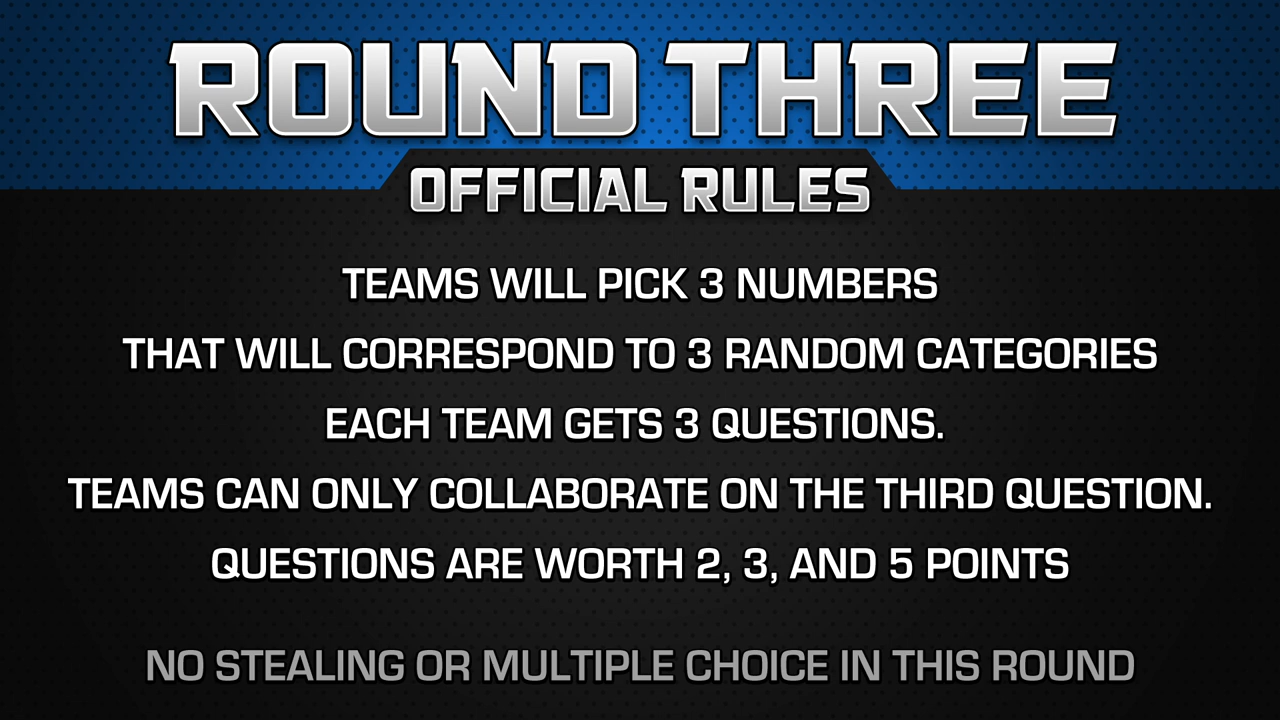 ROUND THREE
OFFICIAL RULES
TEAMS WILL PICK 3 NUMBERS
THAT WILL CORRESPOND TO 3 RANDOM CATEGORIES
EACH TEAM GETS 3 QUESTIONS.
TEAMS CAN ONLY COLLABORATE ON THE THIRD QUESTION.
QUESTIONS ARE WORTH 2, 3, AND 5 POINTS
NO STEALING OR MULTIPLE CHOICE IN THIS ROUND